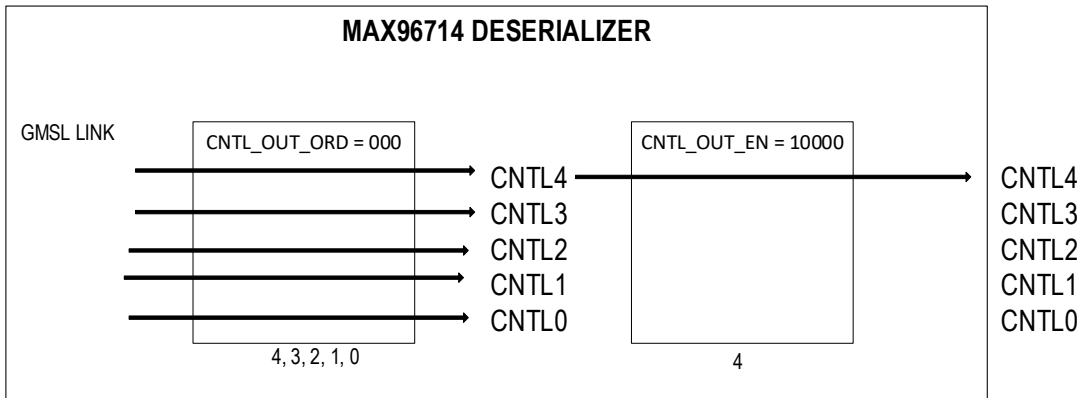 MAX96714 DESERIALIZER
GMSL LINK
CNTL_OUT_ORD = 000
CNTL_OUT_EN = 10000
CNTL4
CNTL3
CNTL2
CNTL1
CNTL0
CNTL4
CNTL3
CNTL2
CNTL1
CNTL0
4, 3, 2, 1, 0
4